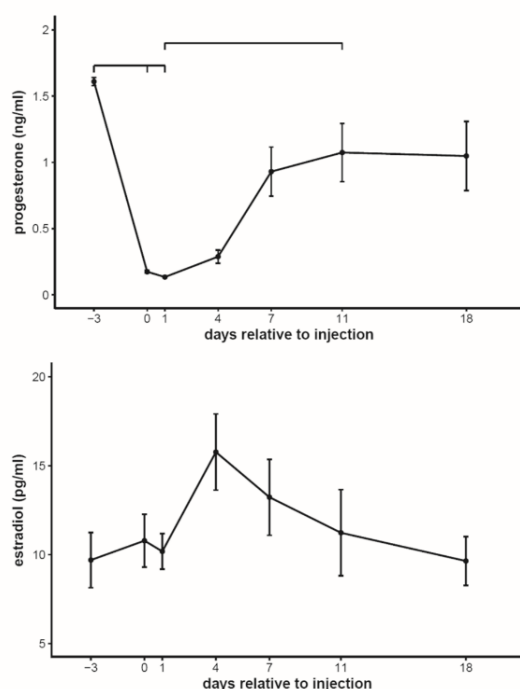 2
1.5
progesterone (ng/ml)
1
0.5
0
−3 0 1 4 7 11 18
days relative to injection
20
15
estradiol (pg/ml)
10
5
−3 0 1 4 7 11 18
days relative to injection